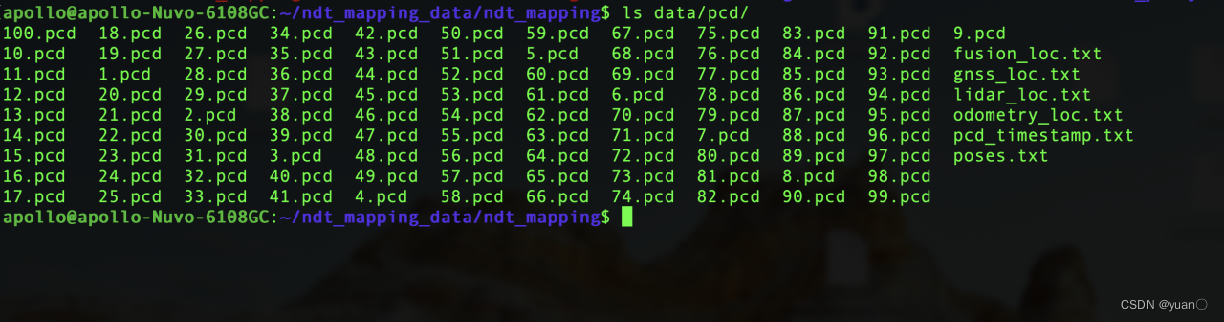 apollo@apollo-Nuvo-6108GC:~/ndt_mapping_data/ndt_mapping$ ls data/pcd/
100.pcd 18.pcd 26.pcd 34.pcd 42.pcd 50.pcd 59.pcd 67.pcd 75.pcd 83.pcd 91.pcd 9.pcd
10.pcd 19.pcd 27.pcd 35.pcd 43.pcd 51.pcd 5.pcd 68.pcd 76.pcd 84.pcd 92.pcd fusion_loc.txt
11.pcd 1.pcd 28.pcd 36.pcd 44.pcd 52.pcd 60.pcd 69.pcd 77.pcd 85.pcd 93.pcd gnss_loc.txt
12.pcd 20.pcd 29.pcd 37.pcd 45.pcd 53.pcd 61.pcd 6.pcd 78.pcd 86.pcd 94.pcd lidar_loc.txt
13.pcd 21.pcd 2.pcd 38.pcd 46.pcd 54.pcd 62.pcd 70.pcd 79.pcd 87.pcd 95.pcd odometry_loc.txt
14.pcd 22.pcd 30.pcd 39.pcd 47.pcd 55.pcd 63.pcd 71.pcd 7.pcd 88.pcd 96.pcd pcd_timestamp.txt
15.pcd 23.pcd 31.pcd 3.pcd 48.pcd 56.pcd 64.pcd 72.pcd 80.pcd 89.pcd 97.pcd poses.txt
16.pcd 24.pcd 32.pcd 40.pcd 49.pcd 57.pcd 65.pcd 73.pcd 81.pcd 8.pcd 98.pcd
17.pcd 25.pcd 33.pcd 41.pcd 4.pcd 58.pcd 66.pcd 74.pcd 82.pcd 90.pcd 99.pcd
apollo@apollo-Nuvo-6108GC:~/ndt_mapping_data/ndt_mapping$
CSDN @yuan〇